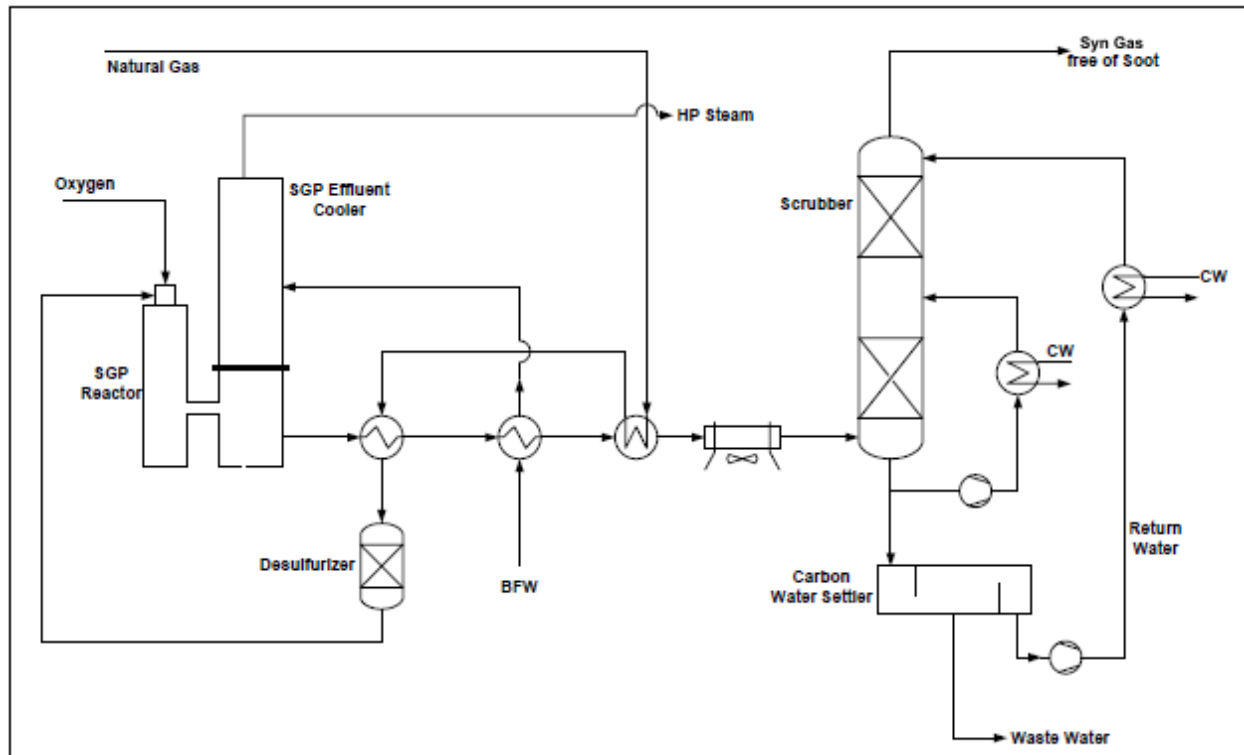 Syn Gas
free of Soot
Natural Gas
HP Steam
Oxygen
SGP Effluent
Cooler
Scrubber
CW
CW
SGP
Reactor
Return
Water
Desulfurizer
BFW
Carbon
Water Settler
Waste Water